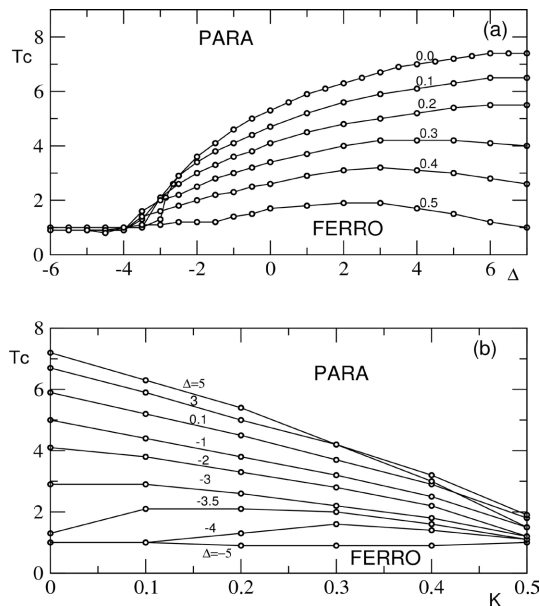 (a)
PARA
Tc
8
6
4
2
0
0.0
0.1
0.2
0.3
0.4
0.5
FERRO
-6 -4 -2 0 2 4 6 Δ
(b)
PARA
Tc
8
6
4
2
0
Δ=5
3
0.1
-1
-2
-3
-3.5
-4
Δ=-5
FERRO
0 0.1 0.2 0.3 0.4 0.5
K